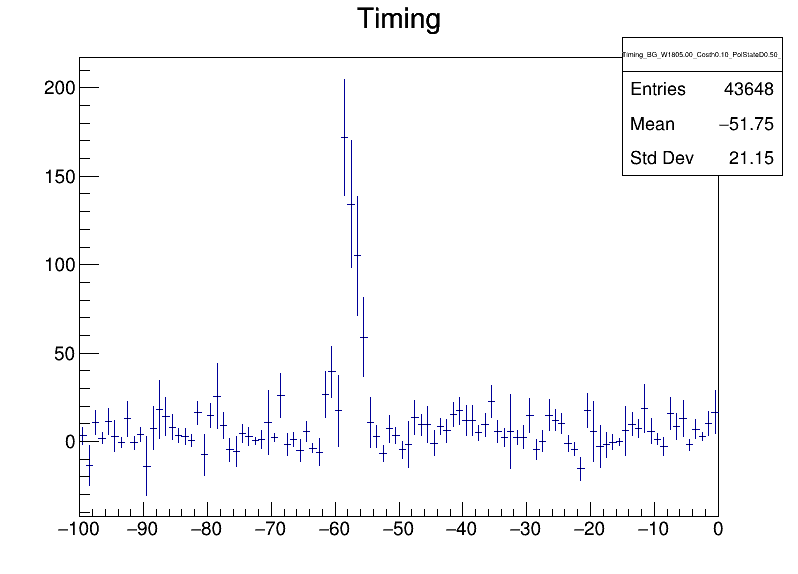 Timing
Timing_BG_W1805.00_Costh0.10_PolStateD0.50_
Entries 43648
Mean −51.75
Std Dev 21.15
200
150
100
50
0
−100 −90 −80 −70 −60 −50 −40 −30 −20 −10 0